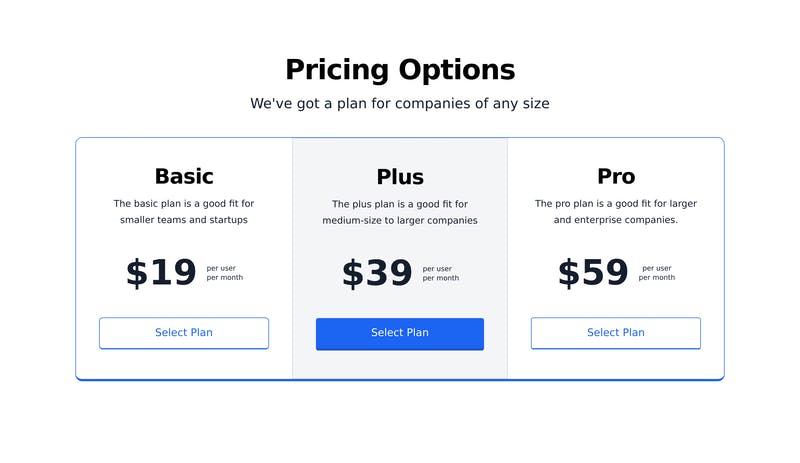 Pricing Options
We've got a plan for companies of any size
Basic
The basic plan is a good fit for
smaller teams and startups
$19
per user
per month
Select Plan
Plus
The plus plan is a good fit for
medium-size to larger companies
$39
per user
per month
Select Plan
Pro
The pro plan is a good fit for larger
and enterprise companies.
$59
per user
per month
Select Plan